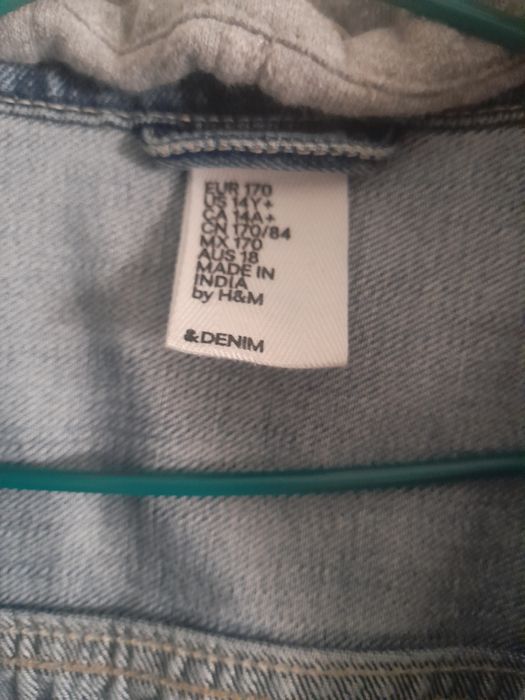 EUR 170
US 14Y+
CA 14A+
CN 170/84
MX 170
AUS 18
MADE IN
INDIA
by H&M
&DENIM